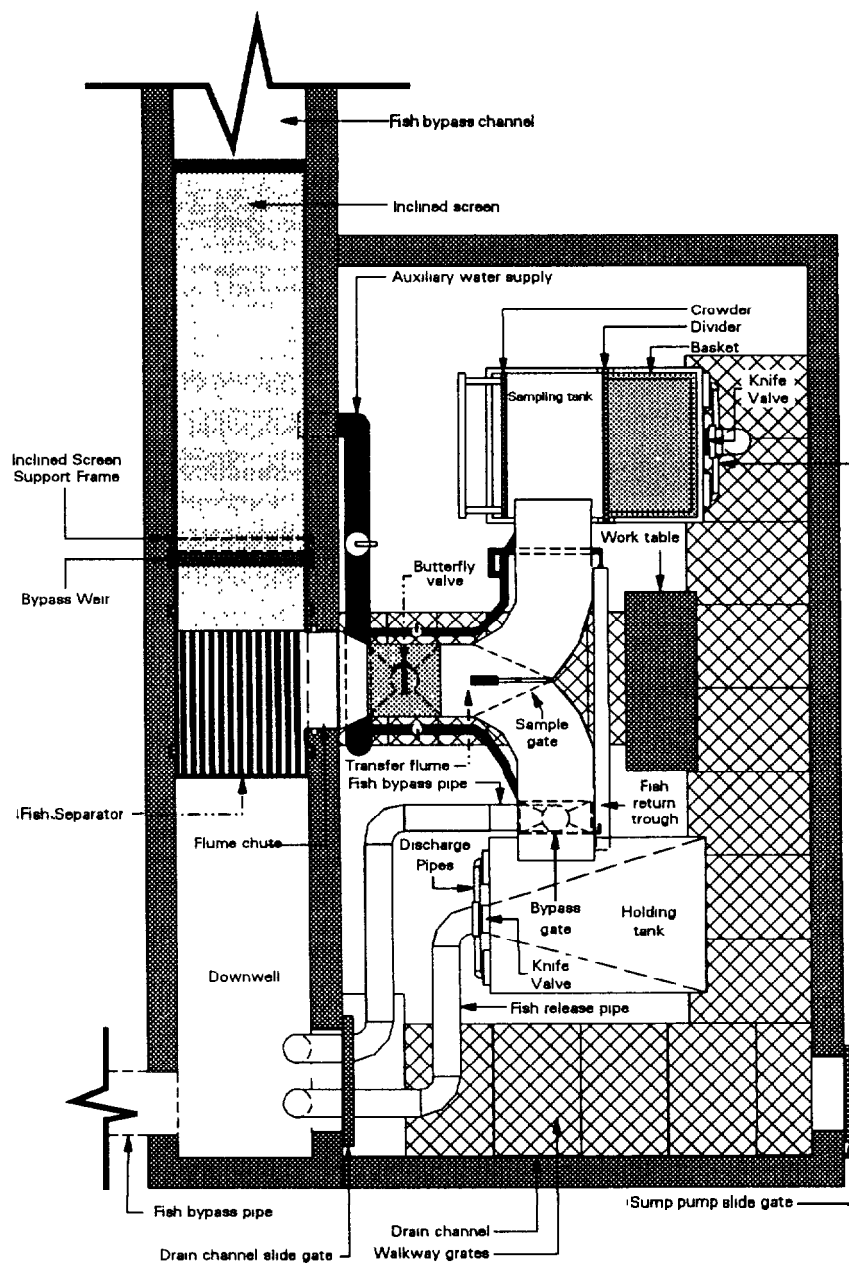 Fish bypass channel
Inclined screen
Auxiliary water supply
Crowder
Divider
Basket
Knife
Valve
Sampling tank
Inclined Screen
Support Frame
Work table
Butterfly
valve
Bypass Weir
Sample
gate
Transfer flume
Fish bypass pipe
Fish
return
trough
Fish Separator
Flume chute
Discharge
Pipes
Bypass
gate
Holding
tank
Knife
Valve
Downwell
Fish release pipe
Fish bypass pipe
Sump pump slide gate
Drain channel
Drain channel slide gate
Walkway grates